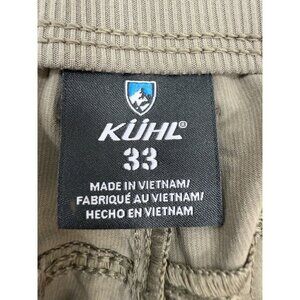 KÜHL®
33
MADE IN VIETNAM/
FABRIQUÉ AU VIETNAM/
HECHO EN VIETNAM